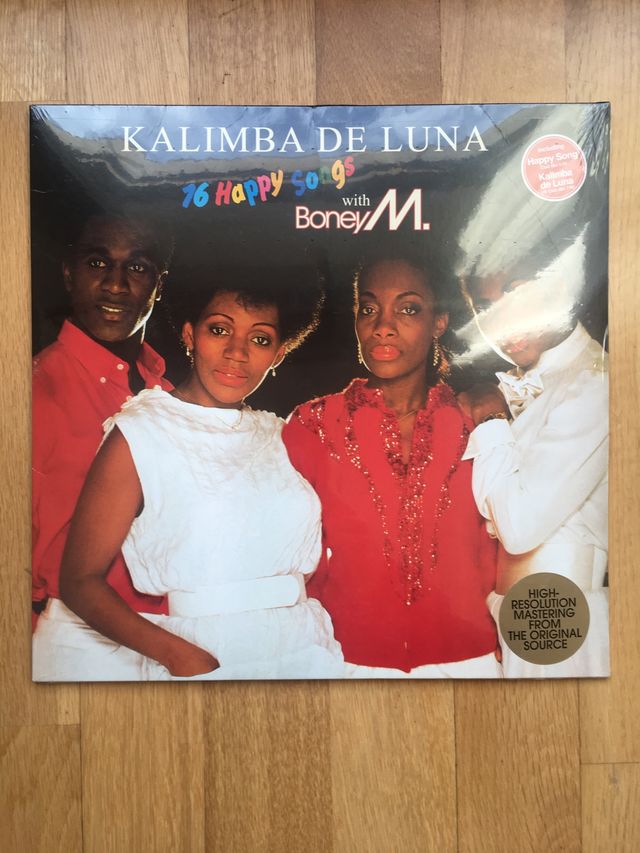 KALIMBA DE LUNA
16 Happy Songs
with
Boney M.
including
Happy Song
Kalimba
de Luna
HIGH-
RESOLUTION
MASTERING
FROM
THE ORIGINAL
SOURCE